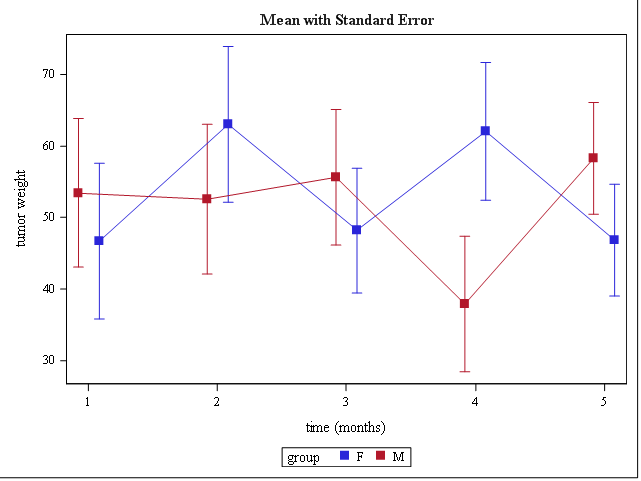 Mean with Standard Error
70
60
50
40
30
tumor weight
1 2 3 4 5
time (months)
group F M